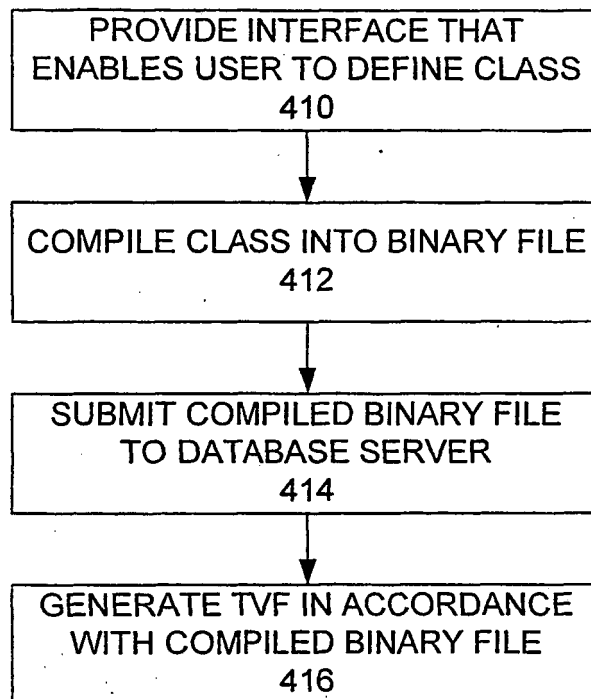 PROVIDE INTERFACE THAT
ENABLES USER TO DEFINE CLASS
410
COMPILE CLASS INTO BINARY FILE
412
SUBMIT COMPILED BINARY FILE
TO DATABASE SERVER
414
GENERATE TVF IN ACCORDANCE
WITH COMPILED BINARY FILE
416